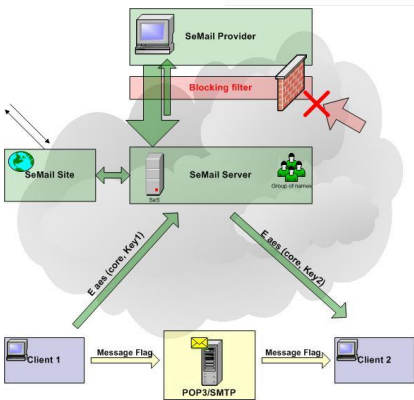 SeMail Provider
Blocking filter
SeMail Site
SeMail Server
SeS
Group of names
E aes (core, Key1)
E aes (core, Key2)
Client 1
Message Flag
POP3/SMTP
Message Flag
Client 2